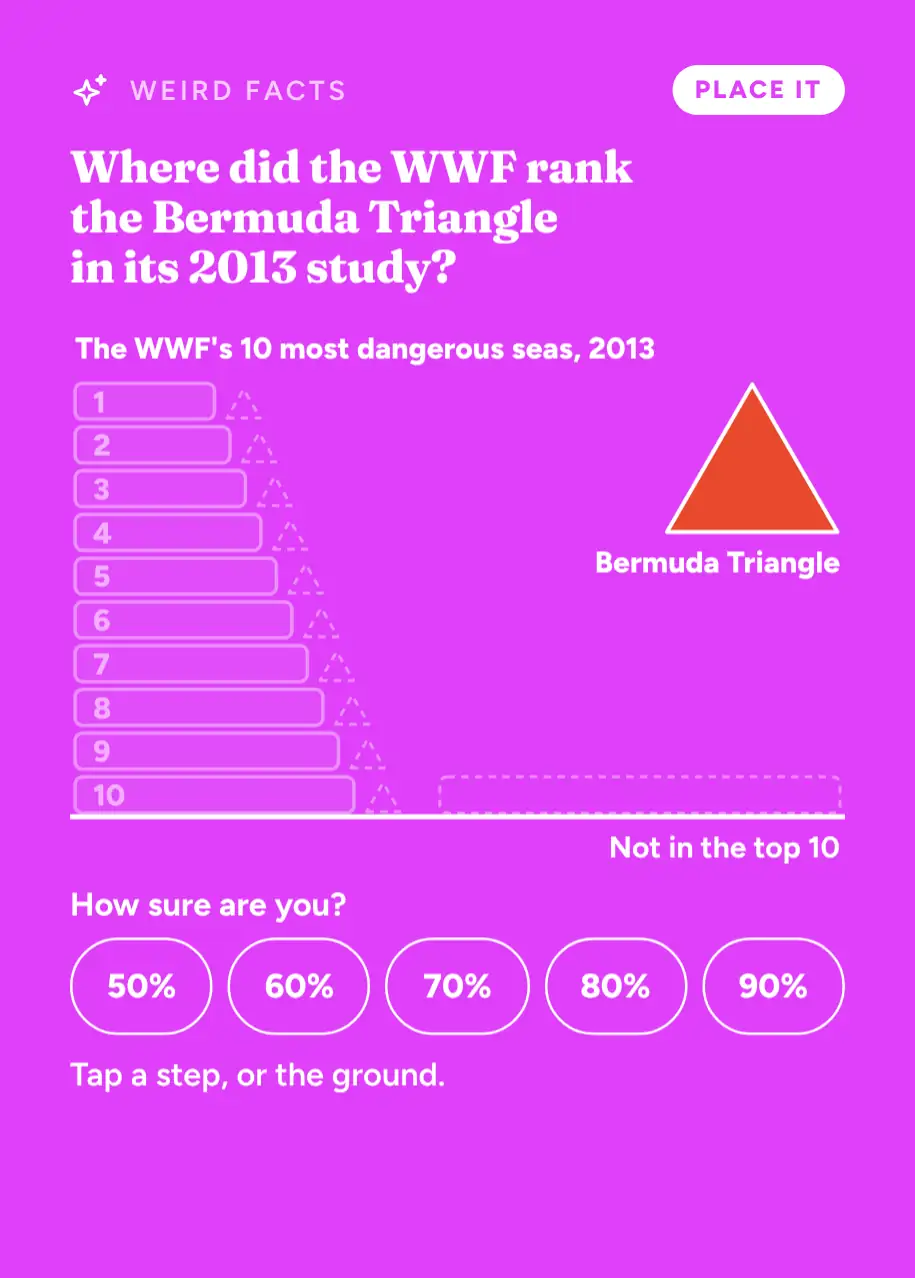 WEIRD FACTS
PLACE IT
Where did the WWF rank
the Bermuda Triangle
in its 2013 study?
The WWF's 10 most dangerous seas, 2013
1
2
3
4
5
6
7
8
9
10
Bermuda Triangle
Not in the top 10
How sure are you?
50% 60% 70% 80% 90%
Tap a step, or the ground.